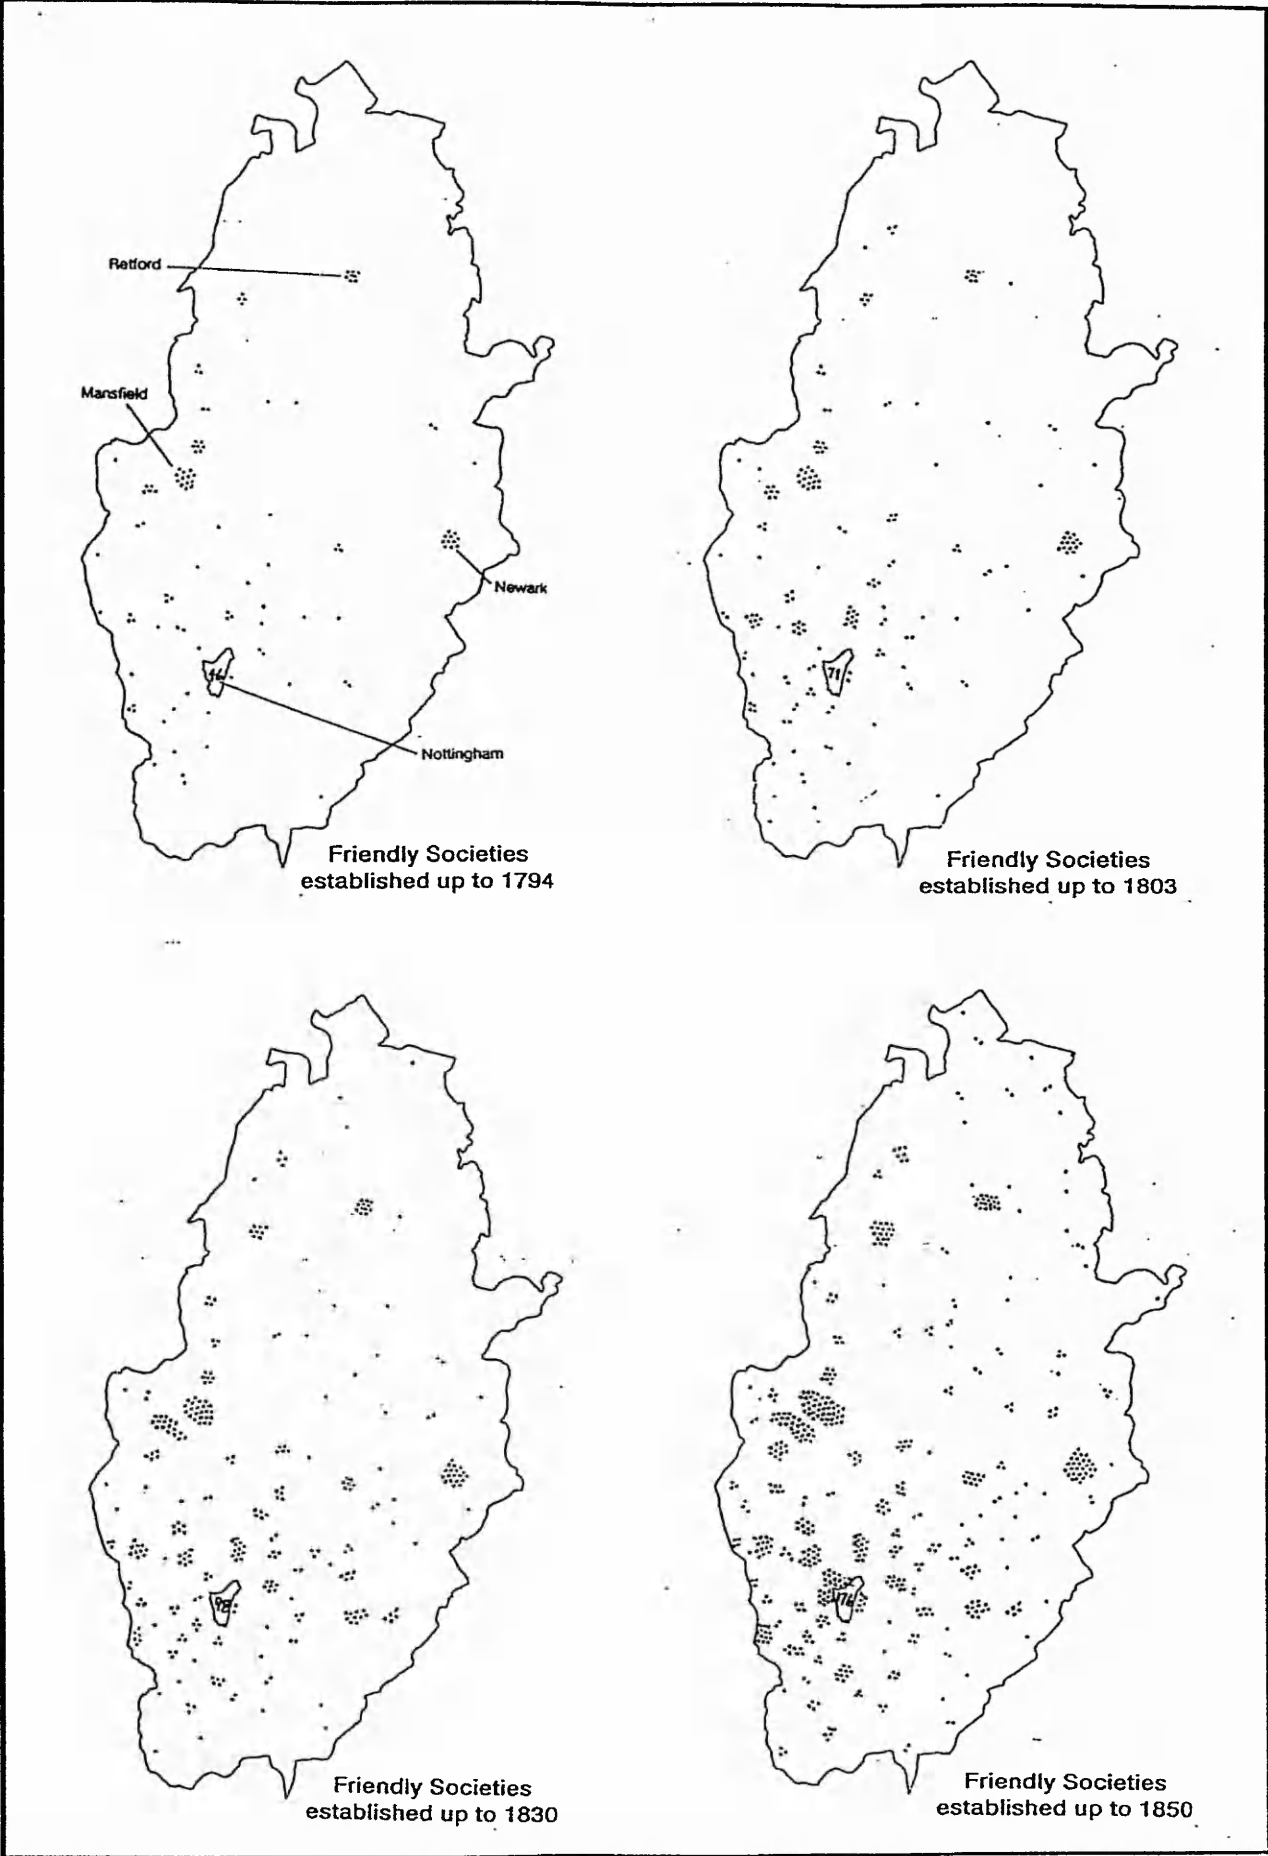 Retford
Mansfield
Newark
46
Nottingham
Friendly Societies
established up to 1794
71
Friendly Societies
established up to 1803
Friendly Societies
established up to 1830
Friendly Societies
established up to 1850